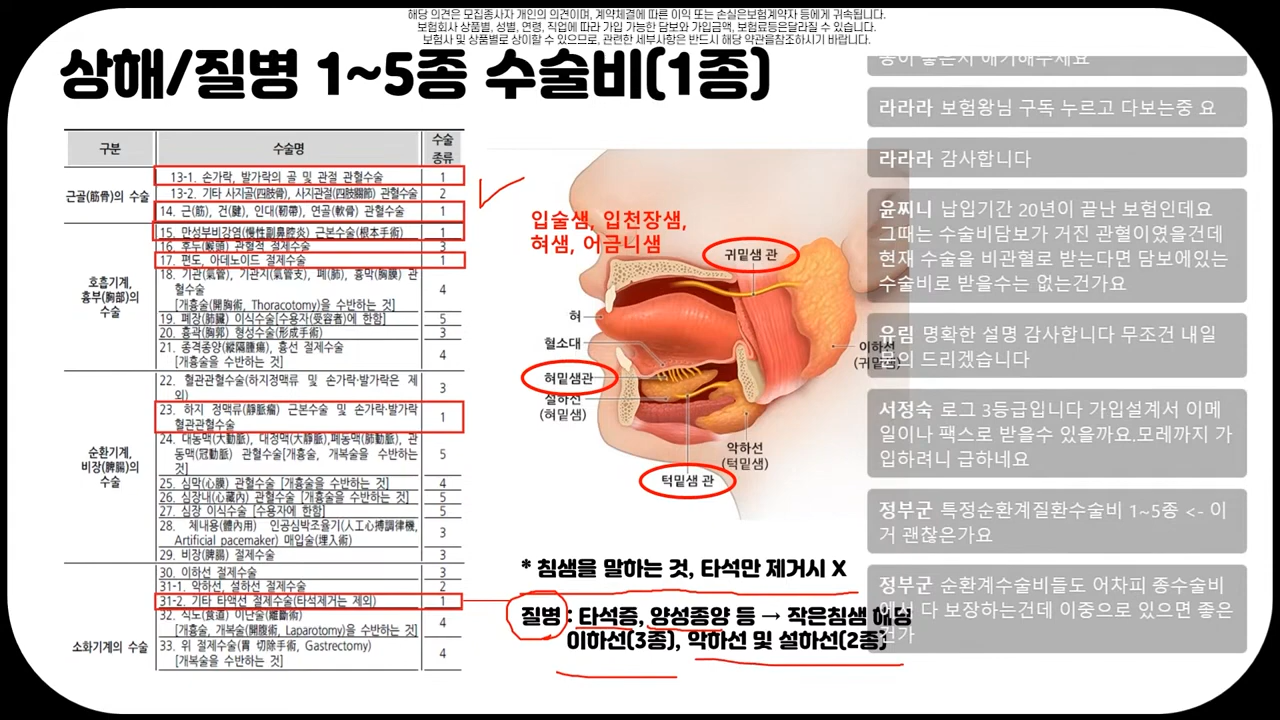 해당 의견은 모집종사자 개인의 의견이며, 계약체결에 따른 이익 또는 손실은보험계약자 등에게 귀속됩니다.
보험회사 상품별, 성별, 연령, 직업에 따라 가입 가능한 담보와 가입금액, 보험료등은달라질 수 있습니다.
보험사 및 상품별로 상이할 수 있으므로, 관련한 세부사항은 반드시 해당 약관을참조하시기 바랍니다.
상해/질병 1~5종 수술비(1종)
구분 수술명 수술 종류
근골(筋骨)의 수술
13-1. 손가락, 발가락의 골 및 관절 관혈수술 1
13-2. 기타 사지골(四肢骨), 사지관절(四肢關節) 관혈수술 2
14. 근(筋), 건(腱), 인대(靭帶), 연골(軟骨) 관혈수술 1
호흡기계,
흉부(胸部)의
수술
15. 만성부비강염(慢性副鼻腔炎) 근본수술(根本手術) 1
16. 후두(喉頭) 관혈적 절제수술 3
17. 편도, 아데노이드 절제수술 1
18. 기관(氣管), 기관지(氣管支), 폐(肺), 흉막(胸膜) 관
혈수술 4
[개흉술(開胸術, Thoracotomy)을 수반하는 것]
19. 폐장(肺臟) 이식수술[수용자(受容者)에 한함] 5
20. 흉곽(胸郭) 형성수술(形成手術) 3
21. 종격종양(縱隔腫瘍), 흉선 절제수술 4
[개흉술을 수반하는 것]
순환기계,
비장(脾腸)의
수술
22. 혈관관혈수술(하지정맥류 및 손가락·발가락은 제
외) 3
23. 하지 정맥류(靜脈瘤) 근본수술 및 손가락·발가락
혈관관혈수술 1
24. 대동맥(大動脈), 대정맥(大靜脈),폐동맥(肺動脈), 관
동맥(冠動脈) 관혈수술[개흉술, 개복술을 수반하는 5
것]
25. 심막(心膜) 관혈수술 [개흉술을 수반하는 것] 4
26. 심장내(心臟內) 관혈수술 [개흉술을 수반하는 것] 5
27. 심장 이식수술 [수용자에 한함] 5
28. 체내용(體內用) 인공심박조율기(人工心搏調律機,
Artificial pacemaker) 매입술(埋入術) 3
29. 비장(脾腸) 절제수술 3
소화기계의 수술
30. 이하선 절제수술 3
31-1. 악하선, 설하선 절제수술 2
31-2. 기타 타액선 절제수술(타석제거는 제외) 1
32. 식도(食道) 이단술(離斷術) 4
[개흉술, 개복술(開腹術, Laparotomy)을 수반하는 것]
33. 위 절제수술(胃 切除手術, Gastrectomy) 4
[개복술을 수반하는 것]
입술샘, 입천장샘,
혀샘, 어금니샘
귀밑샘 관
혀
혈소대
혀밑샘관
설하선
(혀밑샘)
이하선
(귀밑샘)
악하선
(턱밑샘)
턱밑샘 관
* 침샘을 말하는 것, 타석만 제거시 X
질병 : 타석증, 양성종양 등 → 작은침샘 해당
이하선(3종), 악하선 및 설하선(2종)
라라라 보험왕님 구독 누르고 다보는중 요
라라라 감사합니다
윤찌니 납입기간 20년이 끝난 보험인데요
그때는 수술비담보가 거진 관혈이였을건데
현재 수술을 비관혈로 받는다면 담보에있는
수술비로 받을수는 없는건가요
유림 명확한 설명 감사합니다 무조건 내일
문의 드리겠습니다
서정숙 로그 3등급입니다 가입설계서 이메
일이나 팩스로 받을수 있을까요.모레까지 가
입하려니 급하네요
정부군 특정순환계질환수술비 1~5종 <- 이
거 괜찮은가요
정부군 순환계수술비들도 어차피 종수술비
에서 다 보장하는건데 이중으로 있으면 좋은
건가